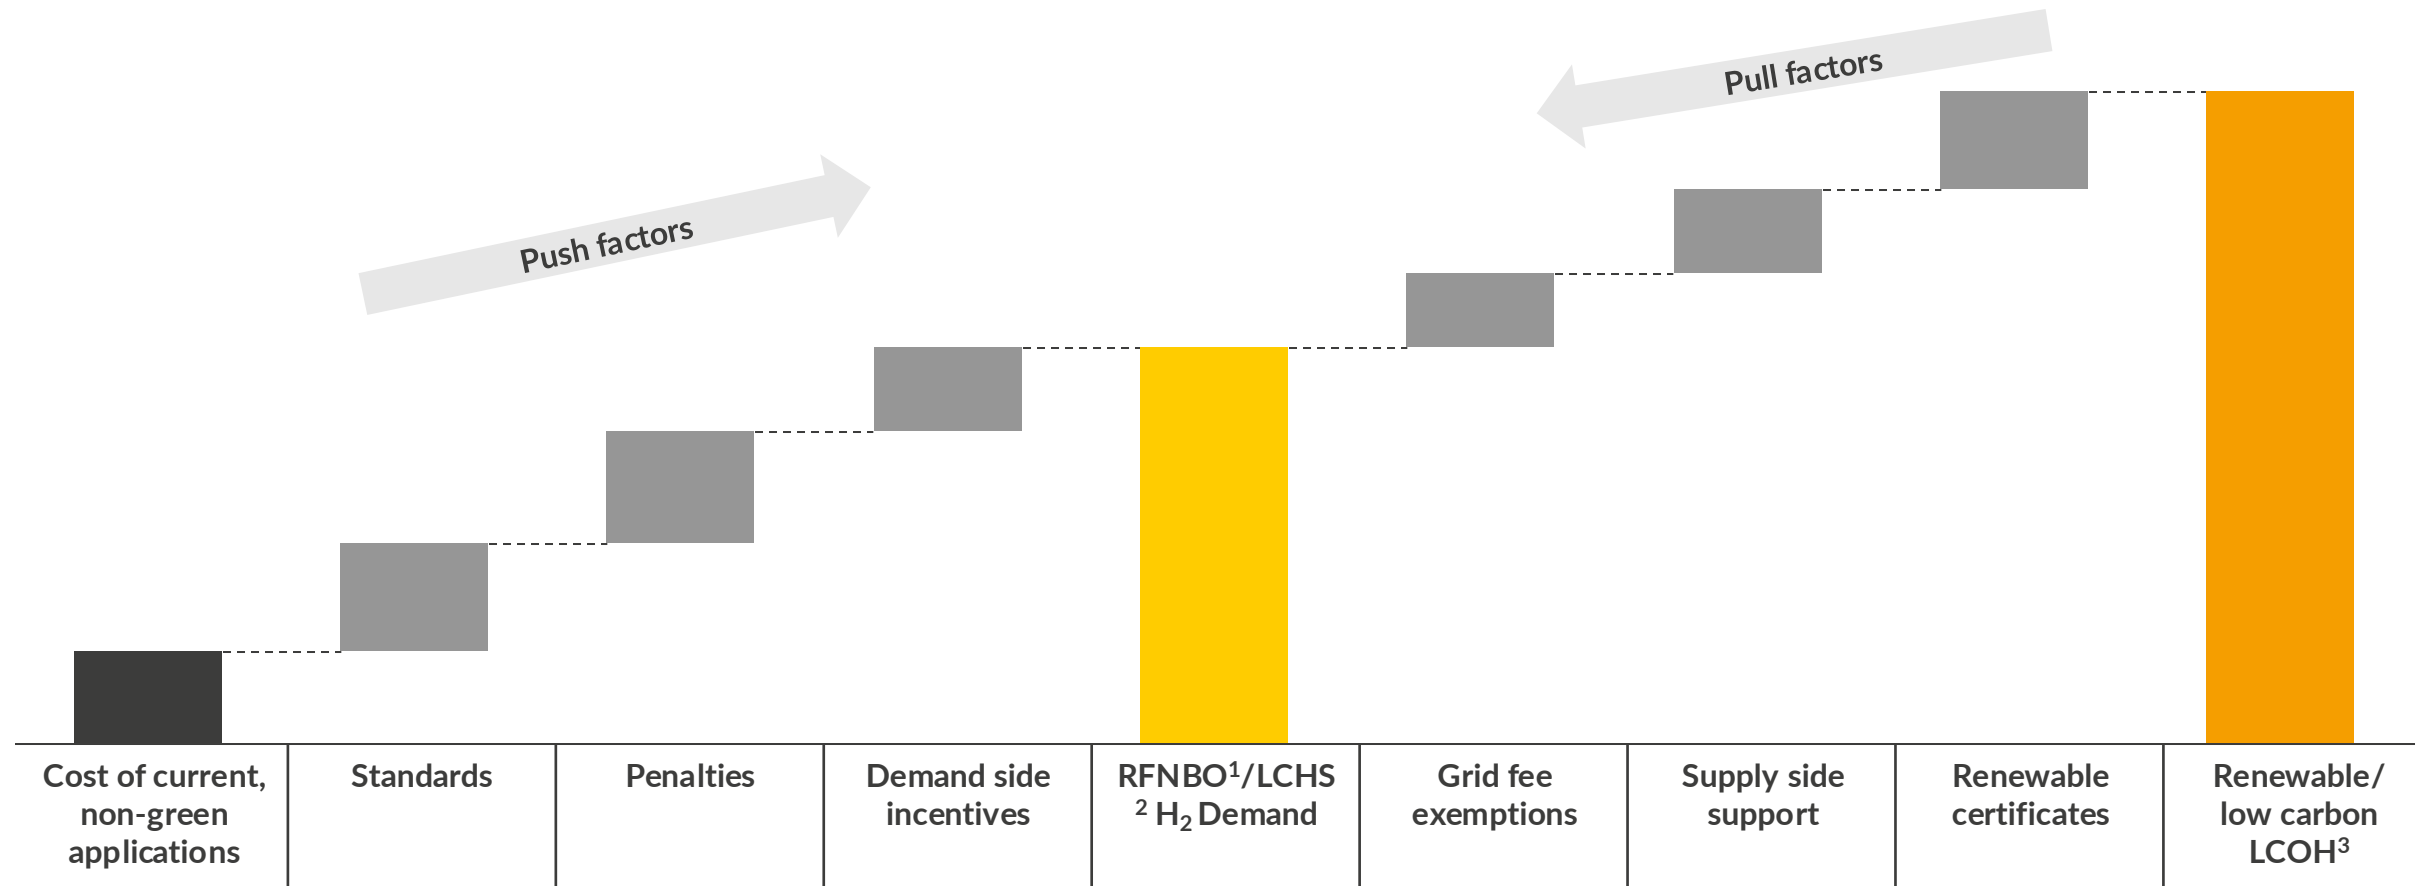 Pull factors
Push factors
Cost of current,
non-green
applications
Standards
Penalties
Demand side
incentives
RFNBO¹/LCHS
² H₂ Demand
Grid fee
exemptions
Supply side
support
Renewable
certificates
Renewable/
low carbon
LCOH³